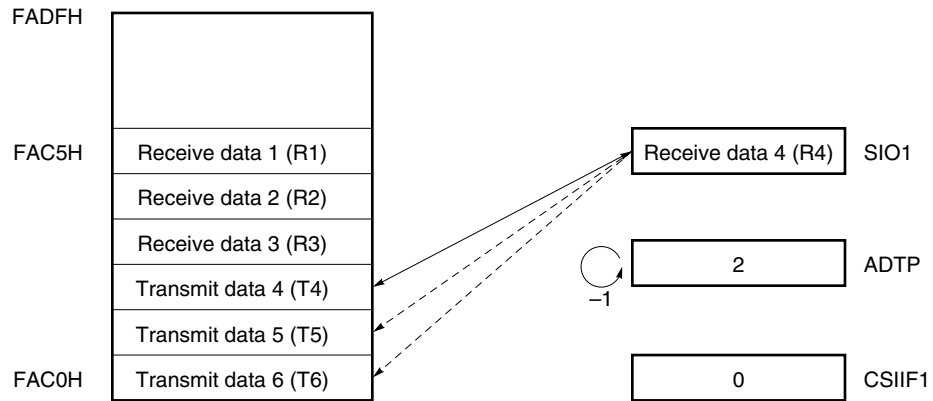 FADFH
FAC5H Receive data 1 (R1) Receive data 4 (R4) SIO1
Receive data 2 (R2)
Receive data 3 (R3) 2 ADTP
Transmit data 4 (T4) –1
Transmit data 5 (T5)
FAC0H Transmit data 6 (T6) 0 CSIIF1